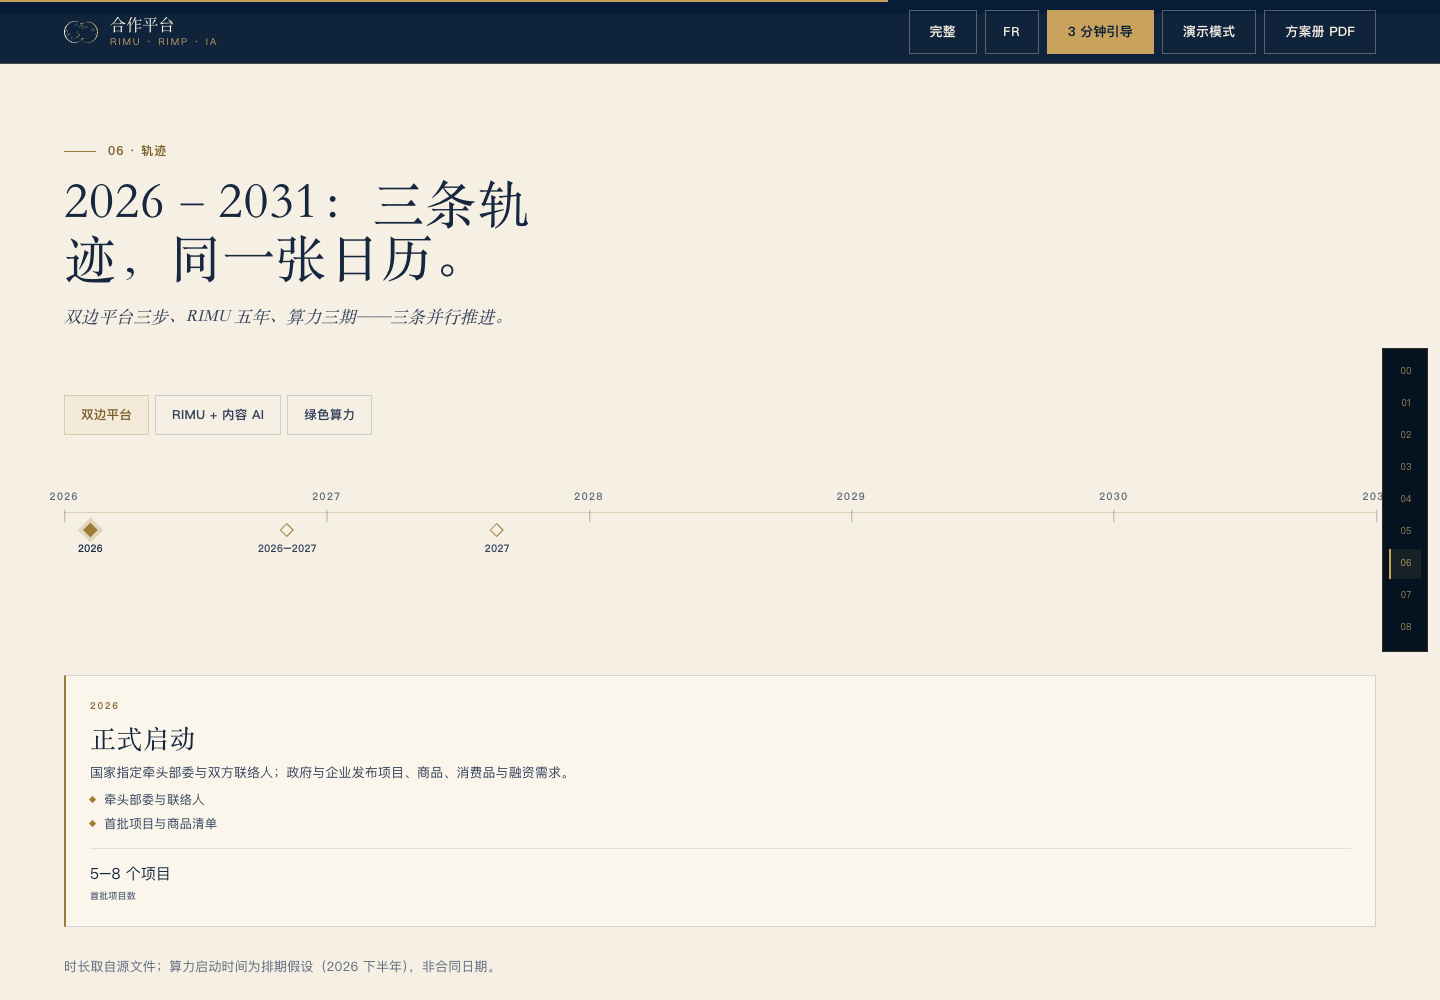 合作平台
RIMU · RIMP · IA
完整
FR
3 分钟引导
演示模式
方案册 PDF
06 · 轨迹
2026 – 2031：三条轨
迹，同一张日历。
双边平台三步、RIMU 五年、算力三期——三条并行推进。
双边平台
RIMU + 内容 AI
绿色算力
2026
2027
2028
2029
2030
203
2026
2026—2027
2027
00
01
02
03
04
05
06
07
08
2026
正式启动
国家指定牵头部委与双方联络人；政府与企业发布项目、商品、消费品与融资需求。
牵头部委与联络人
首批项目与商品清单
5—8 个项目
首批项目数
时长取自源文件；算力启动时间为排期假设（2026 下半年），非合同日期。